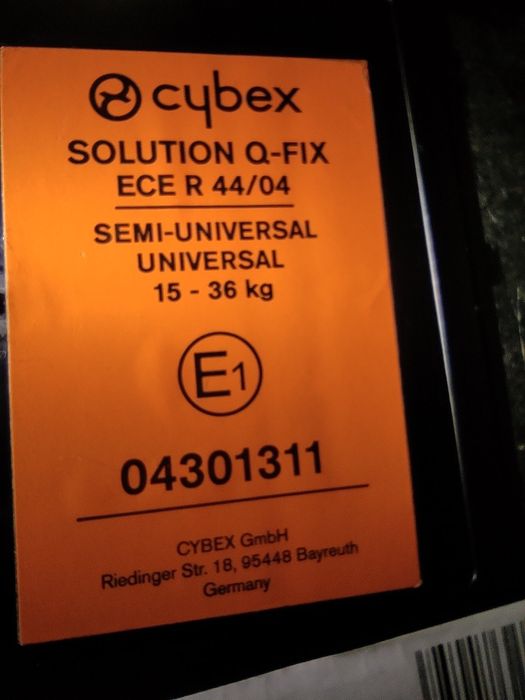 cybex
SOLUTION Q-FIX
ECE R 44/04
SEMI-UNIVERSAL
UNIVERSAL
15 - 36 kg
E1
04301311
CYBEX GmbH
Riedinger Str. 18, 95448 Bayreuth
Germany